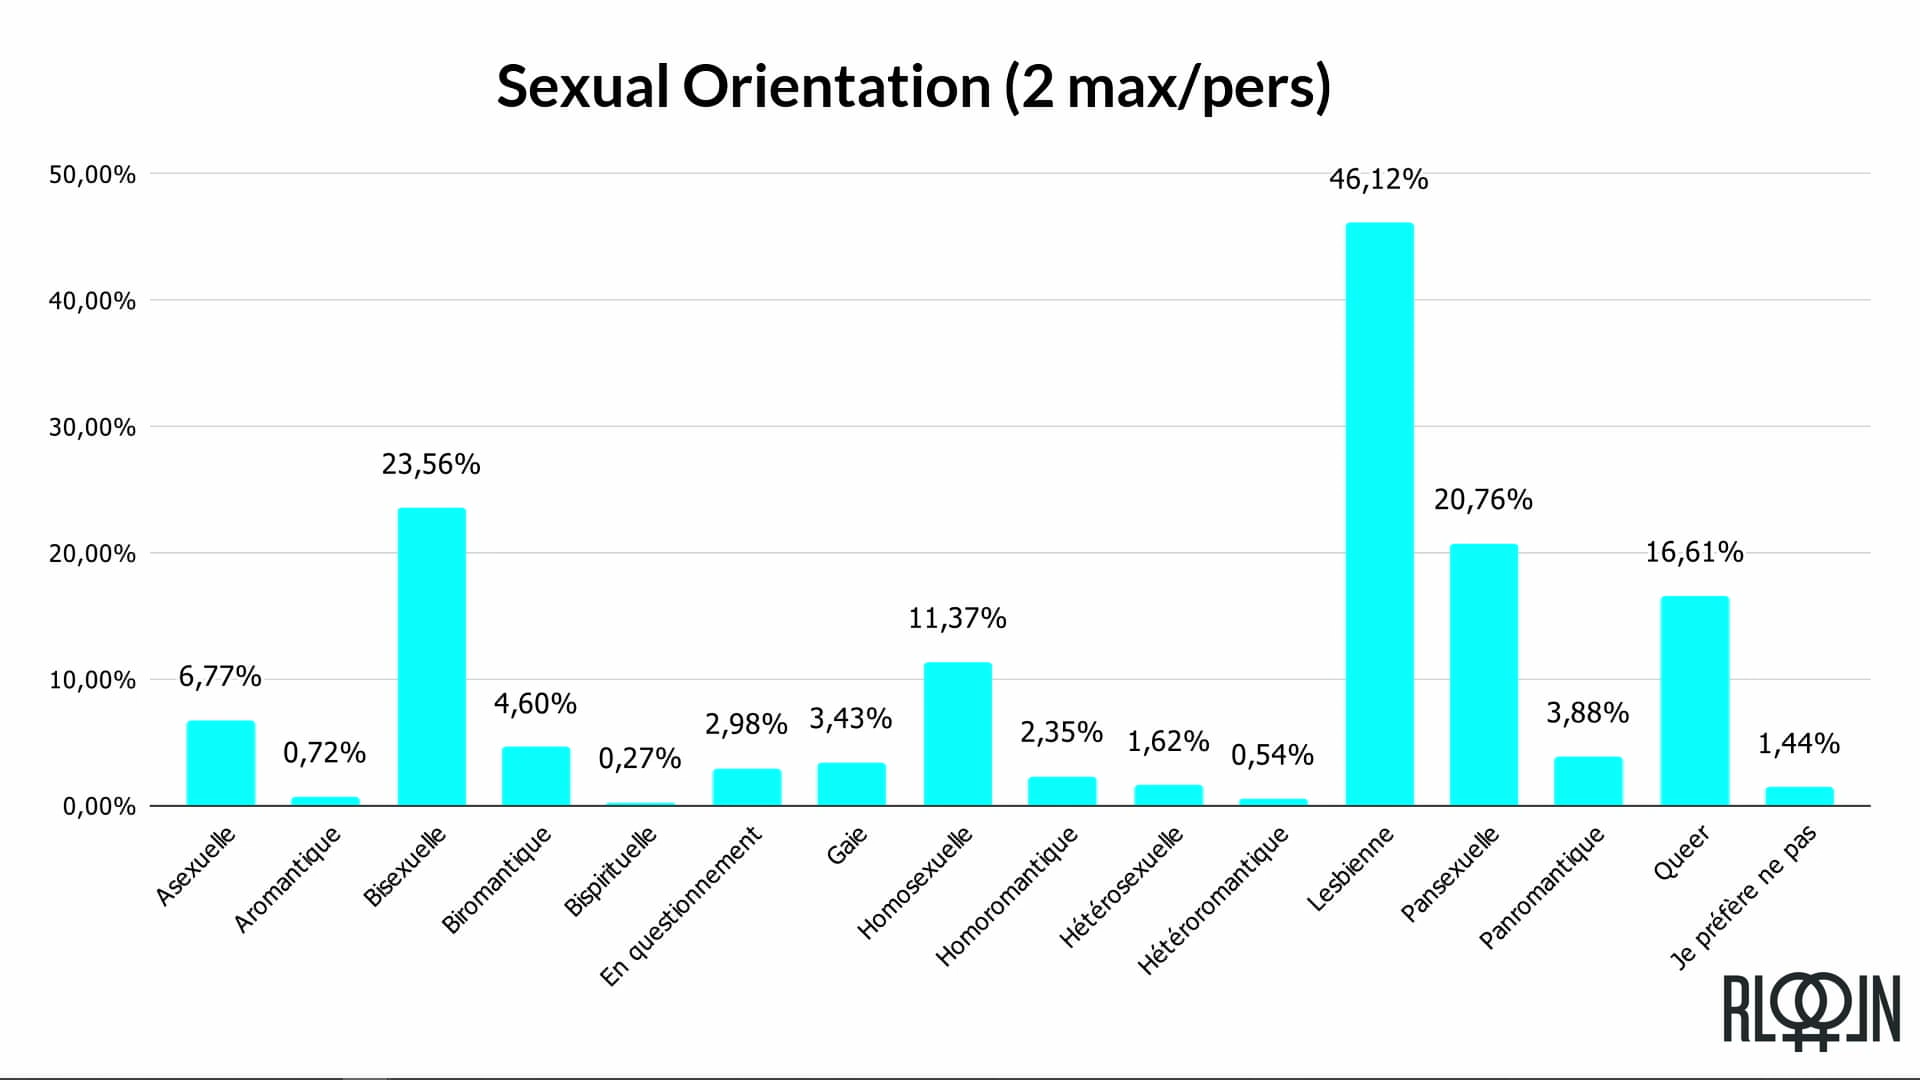 Sexual Orientation (2 max/pers)
50,00%
40,00%
30,00%
20,00%
10,00%
0,00%
6,77%
0,72%
23,56%
4,60%
0,27%
2,98%
3,43%
11,37%
2,35%
1,62%
0,54%
46,12%
20,76%
3,88%
16,61%
1,44%
Asexuelle
Aromantique
Bisexuelle
Biromantique
Bispirituelle
En questionnement
Gaie
Homosexuelle
Homoromantique
Hétérosexuelle
Hétéroromantique
Lesbienne
Pansexuelle
Panromantique
Queer
Je préfère ne pas